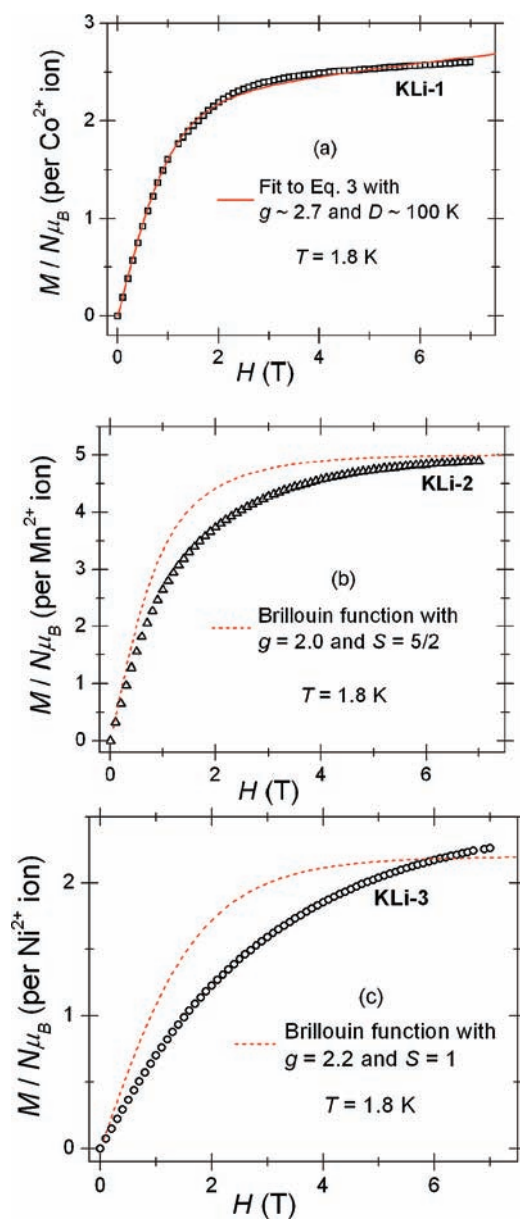 3
2
1
0
M / Nμ_B (per Co²⁺ ion)
KLi-1
(a)
Fit to Eq. 3 with
g ~ 2.7 and D ~ 100 K
T = 1.8 K
0 2 4 6
H (T)
5
4
3
2
1
0
M / Nμ_B (per Mn²⁺ ion)
KLi-2
(b)
Brillouin function with
g = 2.0 and S = 5/2
T = 1.8 K
0 2 4 6
H (T)
2
1
0
M / Nμ_B (per Ni²⁺ ion)
KLi-3
(c)
Brillouin function with
g = 2.2 and S = 1
T = 1.8 K
0 2 4 6
H (T)